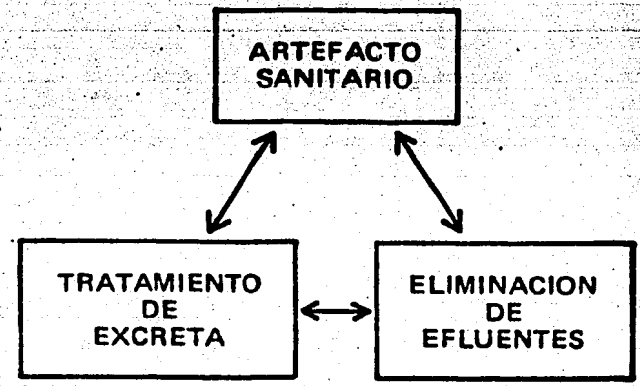 ARTEFACTO
SANITARIO
TRATAMIENTO
DE
EXCRETA
ELIMINACION
DE
EFLUENTES